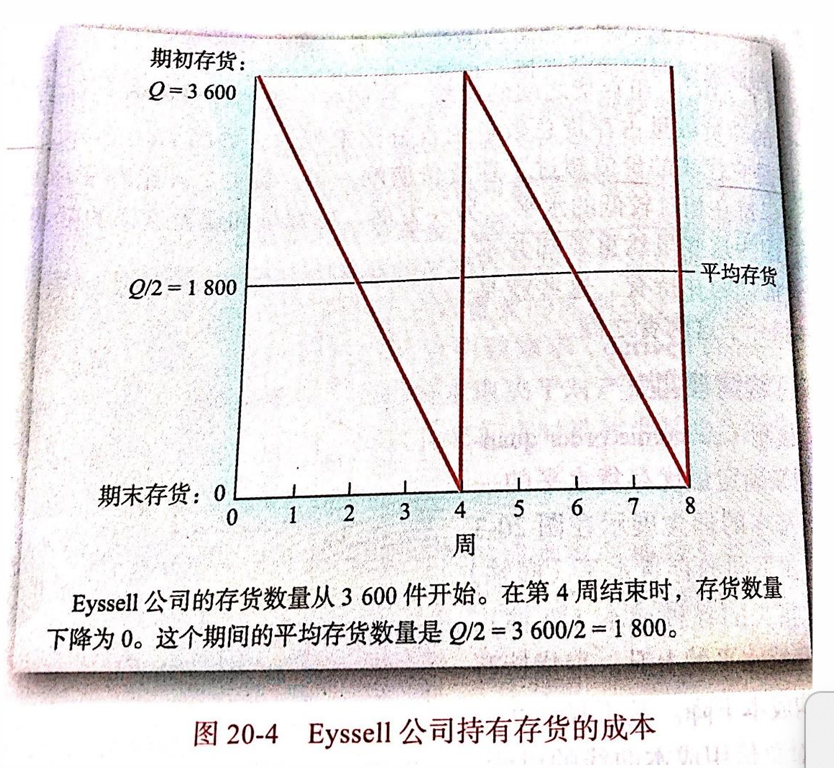 期初存货：
Q = 3 600
Q/2 = 1 800
平均存货
期末存货：0
0 1 2 3 4 5 6 7 8
周
Eyssell 公司的存货数量从 3 600 件开始。在第 4 周结束时，存货数量
下降为 0。这个期间的平均存货数量是 Q/2 = 3 600/2 = 1 800。
图 20-4 Eyssell 公司持有存货的成本